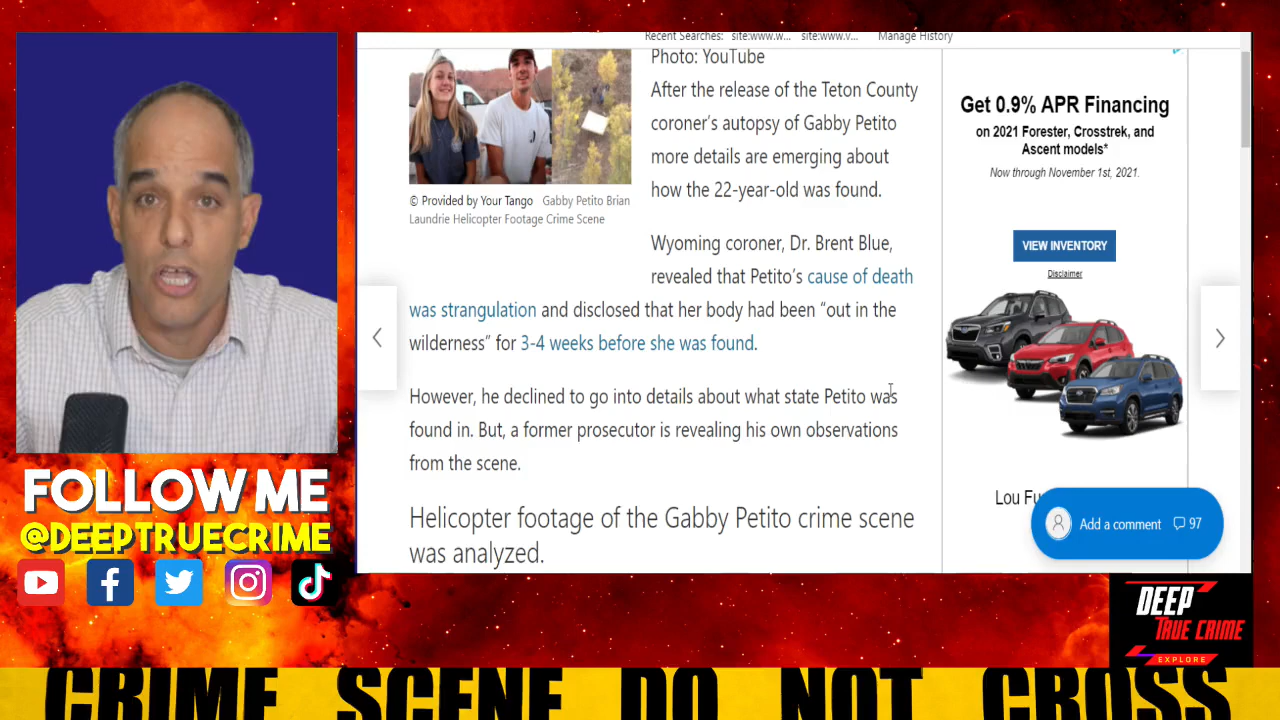 Recent Searches: site:www.w... site:www.v... Manage History
Photo: YouTube
After the release of the Teton County
coroner's autopsy of Gabby Petito
more details are emerging about
how the 22-year-old was found.
© Provided by Your Tango Gabby Petito Brian
Laundrie Helicopter Footage Crime Scene
Wyoming coroner, Dr. Brent Blue,
revealed that Petito's cause of death
was strangulation and disclosed that her body had been “out in the
wilderness” for 3-4 weeks before she was found.
However, he declined to go into details about what state Petito was
found in. But, a former prosecutor is revealing his own observations
from the scene.
Helicopter footage of the Gabby Petito crime scene
was analyzed.
Get 0.9% APR Financing
on 2021 Forester, Crosstrek, and
Ascent models*
Now through November 1st, 2021.
VIEW INVENTORY
Disclaimer
Lou Fu
Add a comment 97
FOLLOW ME
@DEEPTRUECRIME
DEEP
TRUE CRIME
EXPLORE
CRIME SCENE DO NOT CROSS